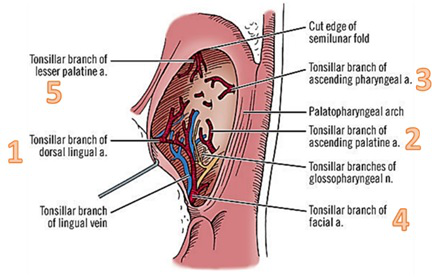 Cut edge of
semilunar fold
Tonsillar branch of
lesser palatine a.
5
Tonsillar branch of
ascending pharyngeal a.
3
Palatopharyngeal arch
1
Tonsillar branch of
dorsal lingual a.
Tonsillar branch of
ascending palatine a.
2
Tonsillar branches of
glossopharyngeal n.
Tonsillar branch
of lingual vein
Tonsillar branch of
facial a.
4